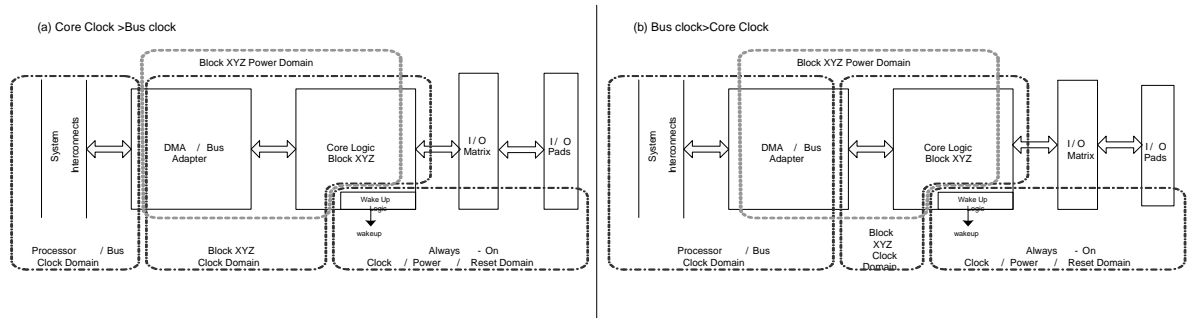 (a) Core Clock >Bus clock
Block XYZ Power Domain
System
Interconnects
DMA / Bus
Adapter
Core Logic
Block XYZ
I / O
Matrix
I / O
Pads
Wake Up
Logic
wakeup
Processor / Bus
Clock Domain
Block XYZ
Clock Domain
Always - On
Clock / Power / Reset Domain
(b) Bus clock>Core Clock
Block XYZ Power Domain
System
Interconnects
DMA / Bus
Adapter
Core Logic
Block XYZ
I / O
Matrix
I / O
Pads
Wake Up
Logic
wakeup
Processor / Bus
Clock Domain
Block
XYZ
Clock
Domain
Always - On
Clock / Power / Reset Domain